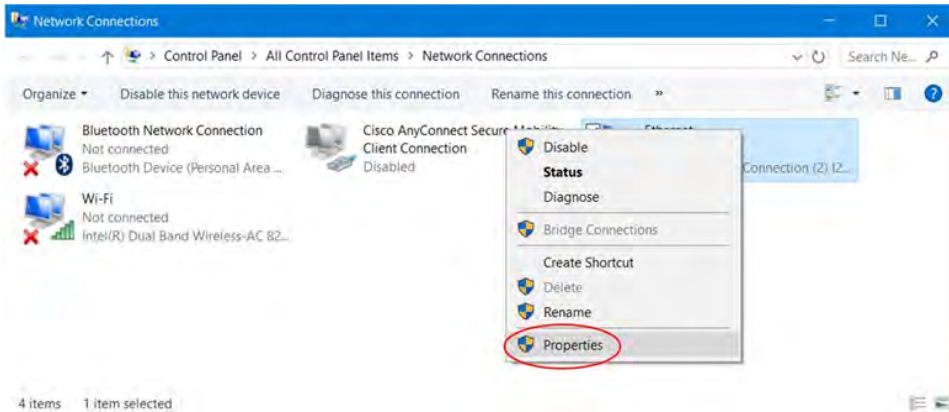 Network Connections
Control Panel > All Control Panel Items > Network Connections
Search Ne...
Organize
Disable this network device
Diagnose this connection
Rename this connection
»
Bluetooth Network Connection
Not connected
Bluetooth Device (Personal Area ...
Cisco AnyConnect Secure Mobility
Client Connection
Disabled
Ethernet
Connection (2) I2...
Wi-Fi
Not connected
Intel(R) Dual Band Wireless-AC 82...
Disable
Status
Diagnose
Bridge Connections
Create Shortcut
Delete
Rename
Properties
4 items
1 item selected